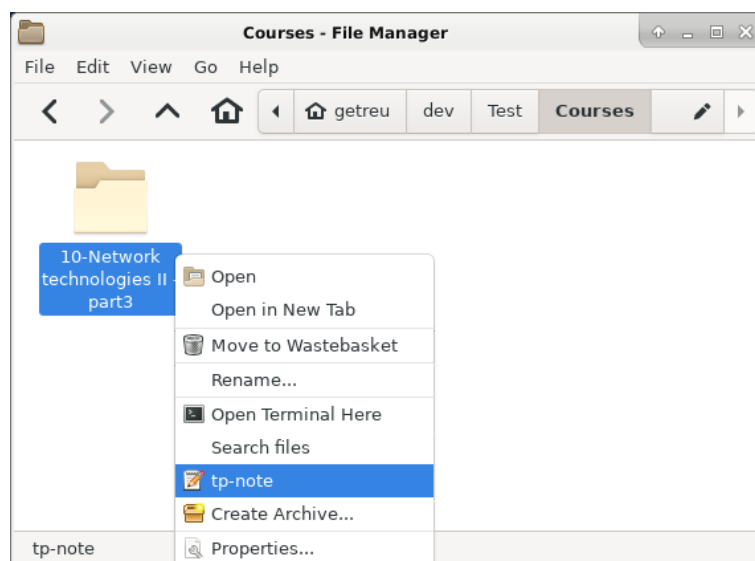 Courses - File Manager
File Edit View Go Help
getreu dev Test Courses
10-Network
technologies II -
part3
Open
Open in New Tab
Move to Wastebasket
Rename...
Open Terminal Here
Search files
tp-note
Create Archive...
Properties...
tp-note